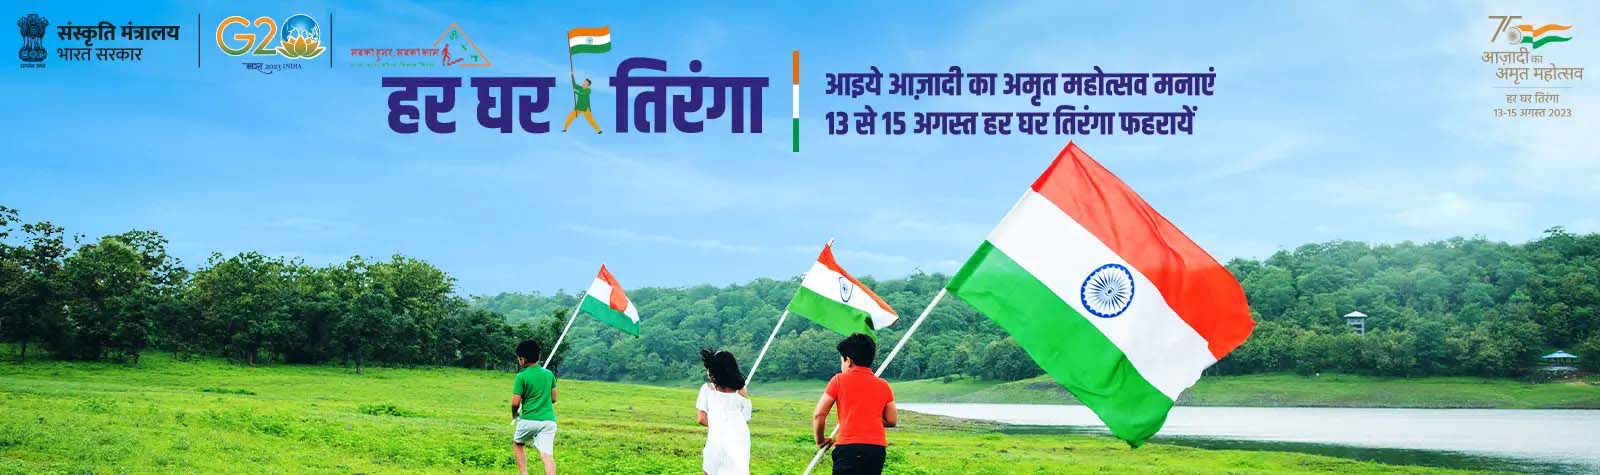 संस्कृति मंत्रालय
भारत सरकार
G20
भारत 2023 INDIA
सबको हुनर, सबको काम
हर घर तिरंगा
आइये आज़ादी का अमृत महोत्सव मनाएं
13 से 15 अगस्त हर घर तिरंगा फहरायें
75
आज़ादी का
अमृत महोत्सव
हर घर तिरंगा
13-15 अगस्त 2023